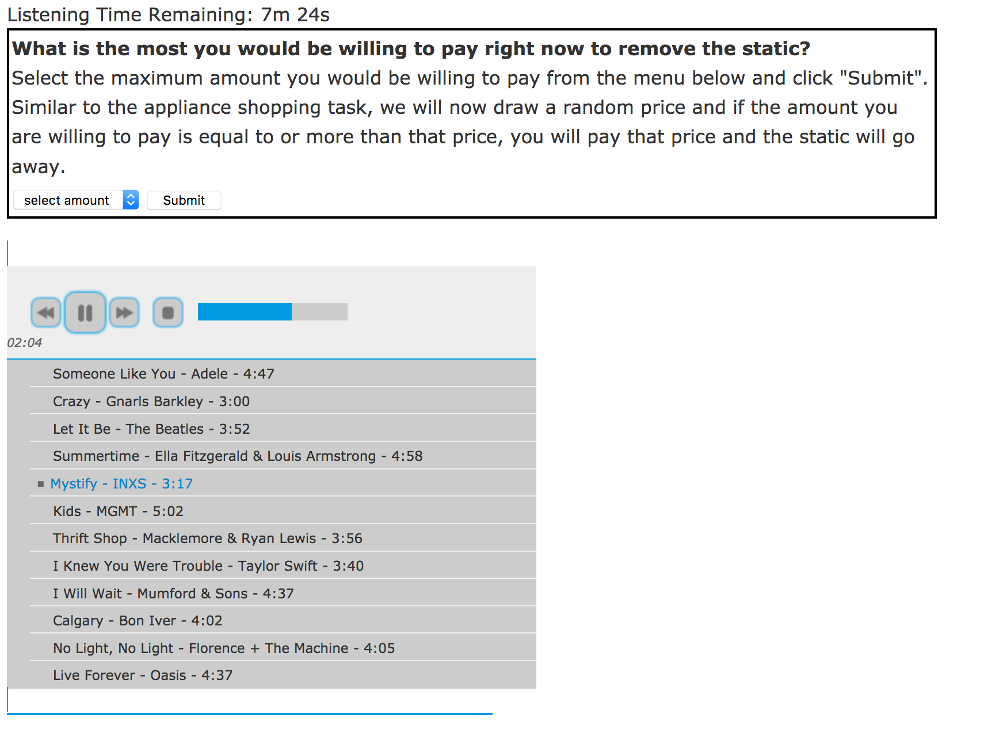 Listening Time Remaining: 7m 24s
What is the most you would be willing to pay right now to remove the static?
Select the maximum amount you would be willing to pay from the menu below and click "Submit".
Similar to the appliance shopping task, we will now draw a random price and if the amount you
are willing to pay is equal to or more than that price, you will pay that price and the static will go
away.
select amount Submit
02:04
Someone Like You - Adele - 4:47
Crazy - Gnarls Barkley - 3:00
Let It Be - The Beatles - 3:52
Summertime - Ella Fitzgerald & Louis Armstrong - 4:58
Mystify - INXS - 3:17
Kids - MGMT - 5:02
Thrift Shop - Macklemore & Ryan Lewis - 3:56
I Knew You Were Trouble - Taylor Swift - 3:40
I Will Wait - Mumford & Sons - 4:37
Calgary - Bon Iver - 4:02
No Light, No Light - Florence + The Machine - 4:05
Live Forever - Oasis - 4:37